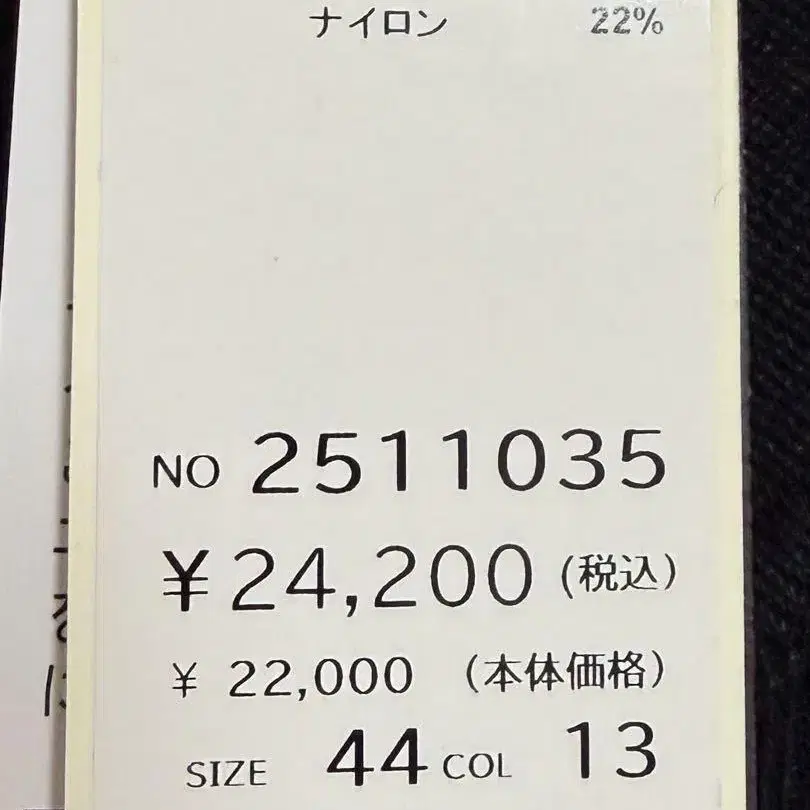 ナイロン 22%
NO 2511035
¥24,200 (税込)
¥ 22,000 (本体価格)
SIZE 44 COL 13